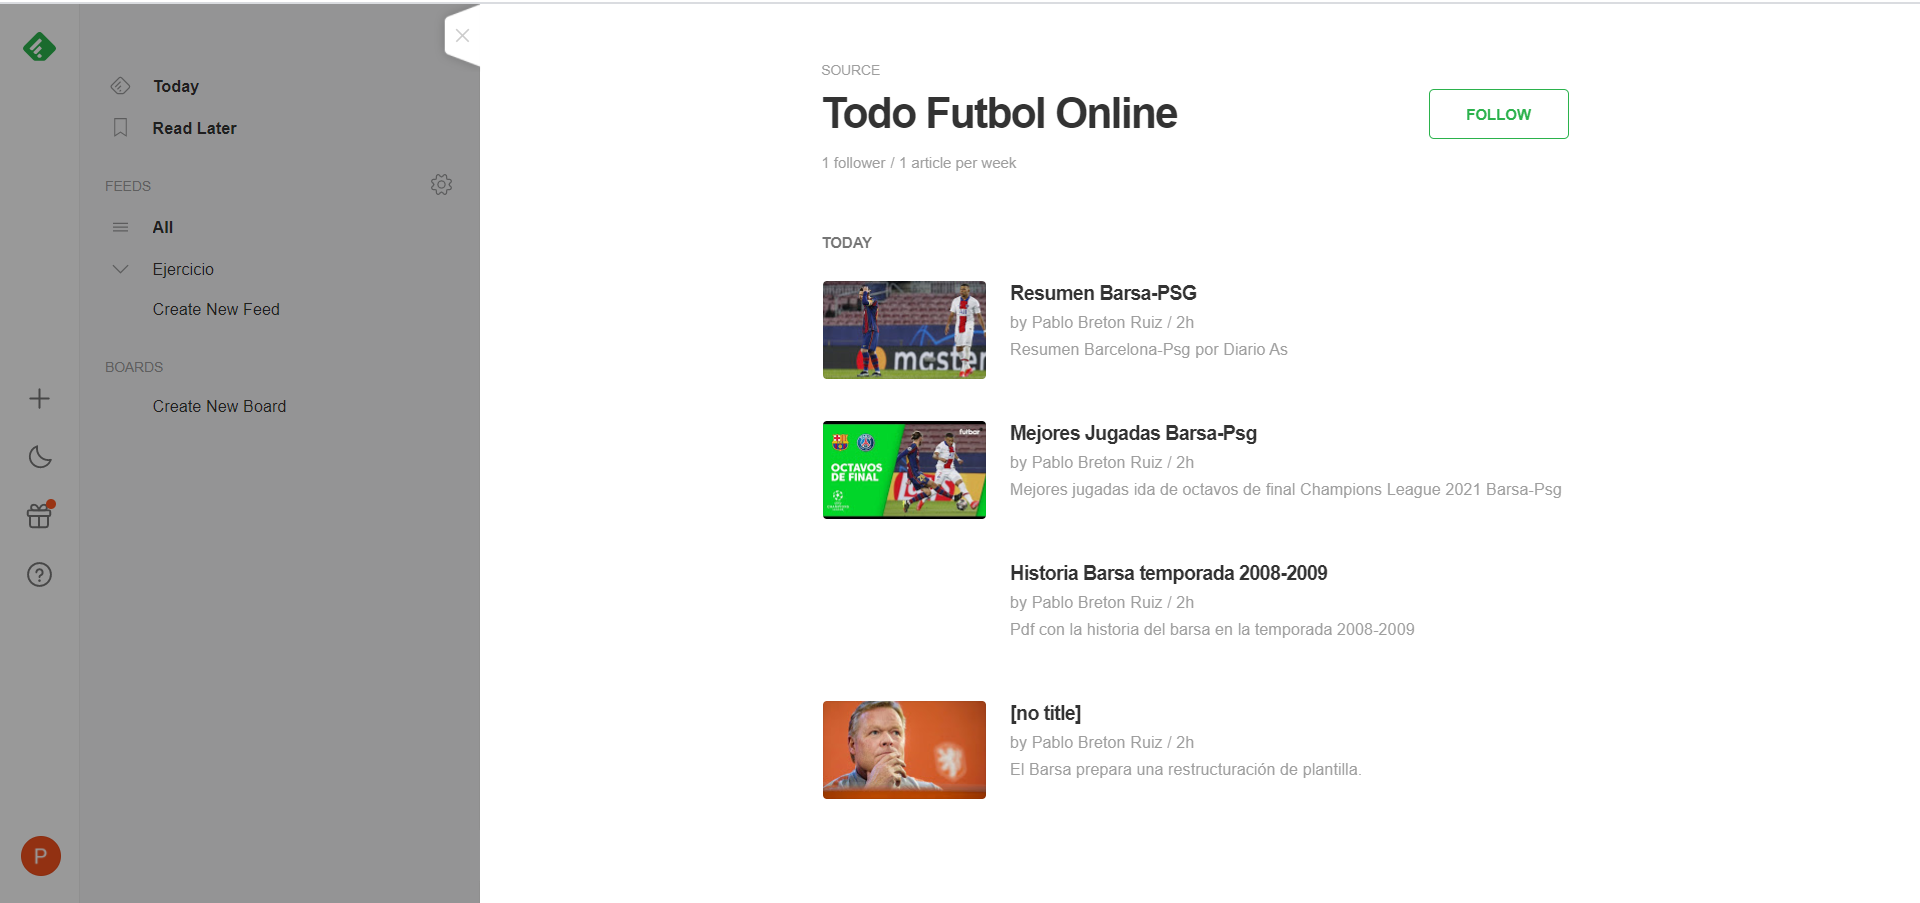 Today
Read Later
FEEDS
All
Ejercicio
Create New Feed
BOARDS
Create New Board
P
SOURCE
Todo Futbol Online
FOLLOW
1 follower / 1 article per week
TODAY
master
Resumen Barsa-PSG
by Pablo Breton Ruiz / 2h
Resumen Barcelona-Psg por Diario As
futbar
OCTAVOS
DE FINAL
Mejores Jugadas Barsa-Psg
by Pablo Breton Ruiz / 2h
Mejores jugadas ida de octavos de final Champions League 2021 Barsa-Psg
Historia Barsa temporada 2008-2009
by Pablo Breton Ruiz / 2h
Pdf con la historia del barsa en la temporada 2008-2009
[no title]
by Pablo Breton Ruiz / 2h
El Barsa prepara una restructuración de plantilla.